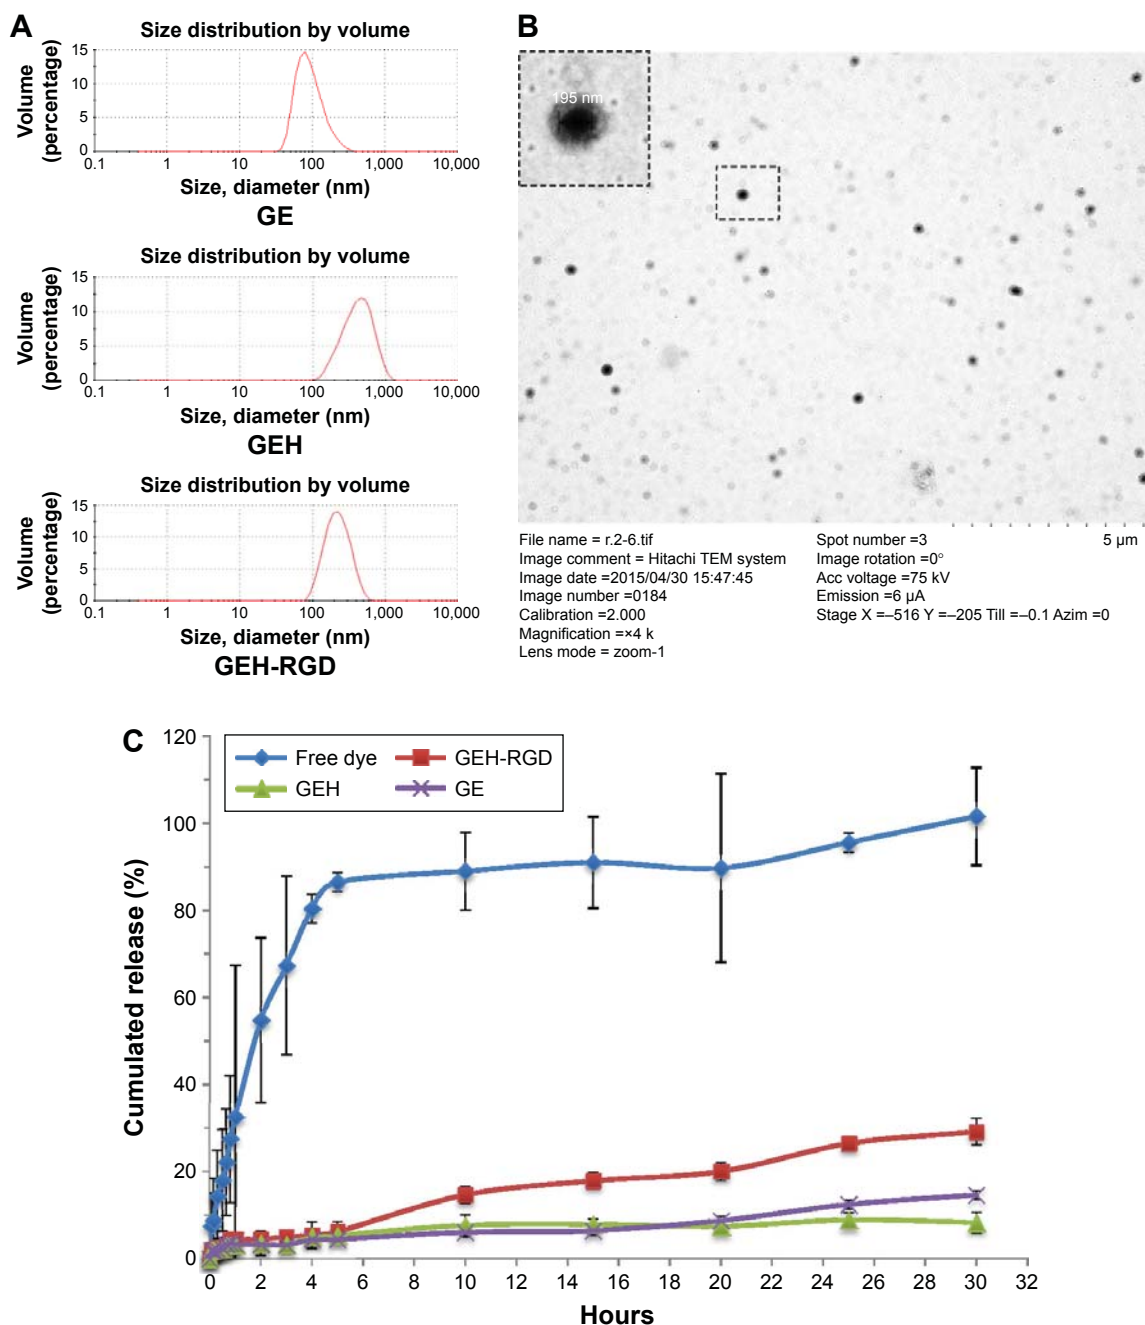 A
Size distribution by volume
Volume (percentage)
15
10
5
0
0.1 1 10 100 1,000 10,000
Size, diameter (nm)
GE
Size distribution by volume
Volume (percentage)
15
10
5
0
0.1 1 10 100 1,000 10,000
Size, diameter (nm)
GEH
Size distribution by volume
Volume (percentage)
15
10
5
0
0.1 1 10 100 1,000 10,000
Size, diameter (nm)
GEH-RGD
B
195 nm
File name = r.2-6.tif
Image comment = Hitachi TEM system
Image date =2015/04/30 15:47:45
Image number =0184
Calibration =2.000
Magnification =×4 k
Lens mode = zoom-1
Spot number =3
Image rotation =0°
Acc voltage =75 kV
Emission =6 µA
Stage X =–516 Y =–205 Till =–0.1 Azim =0
5 µm
C
Free dye
GEH-RGD
GEH
GE
Cumulated release (%)
120
100
80
60
40
20
0
0 2 4 6 8 10 12 14 16 18 20 22 24 26 28 30 32
Hours